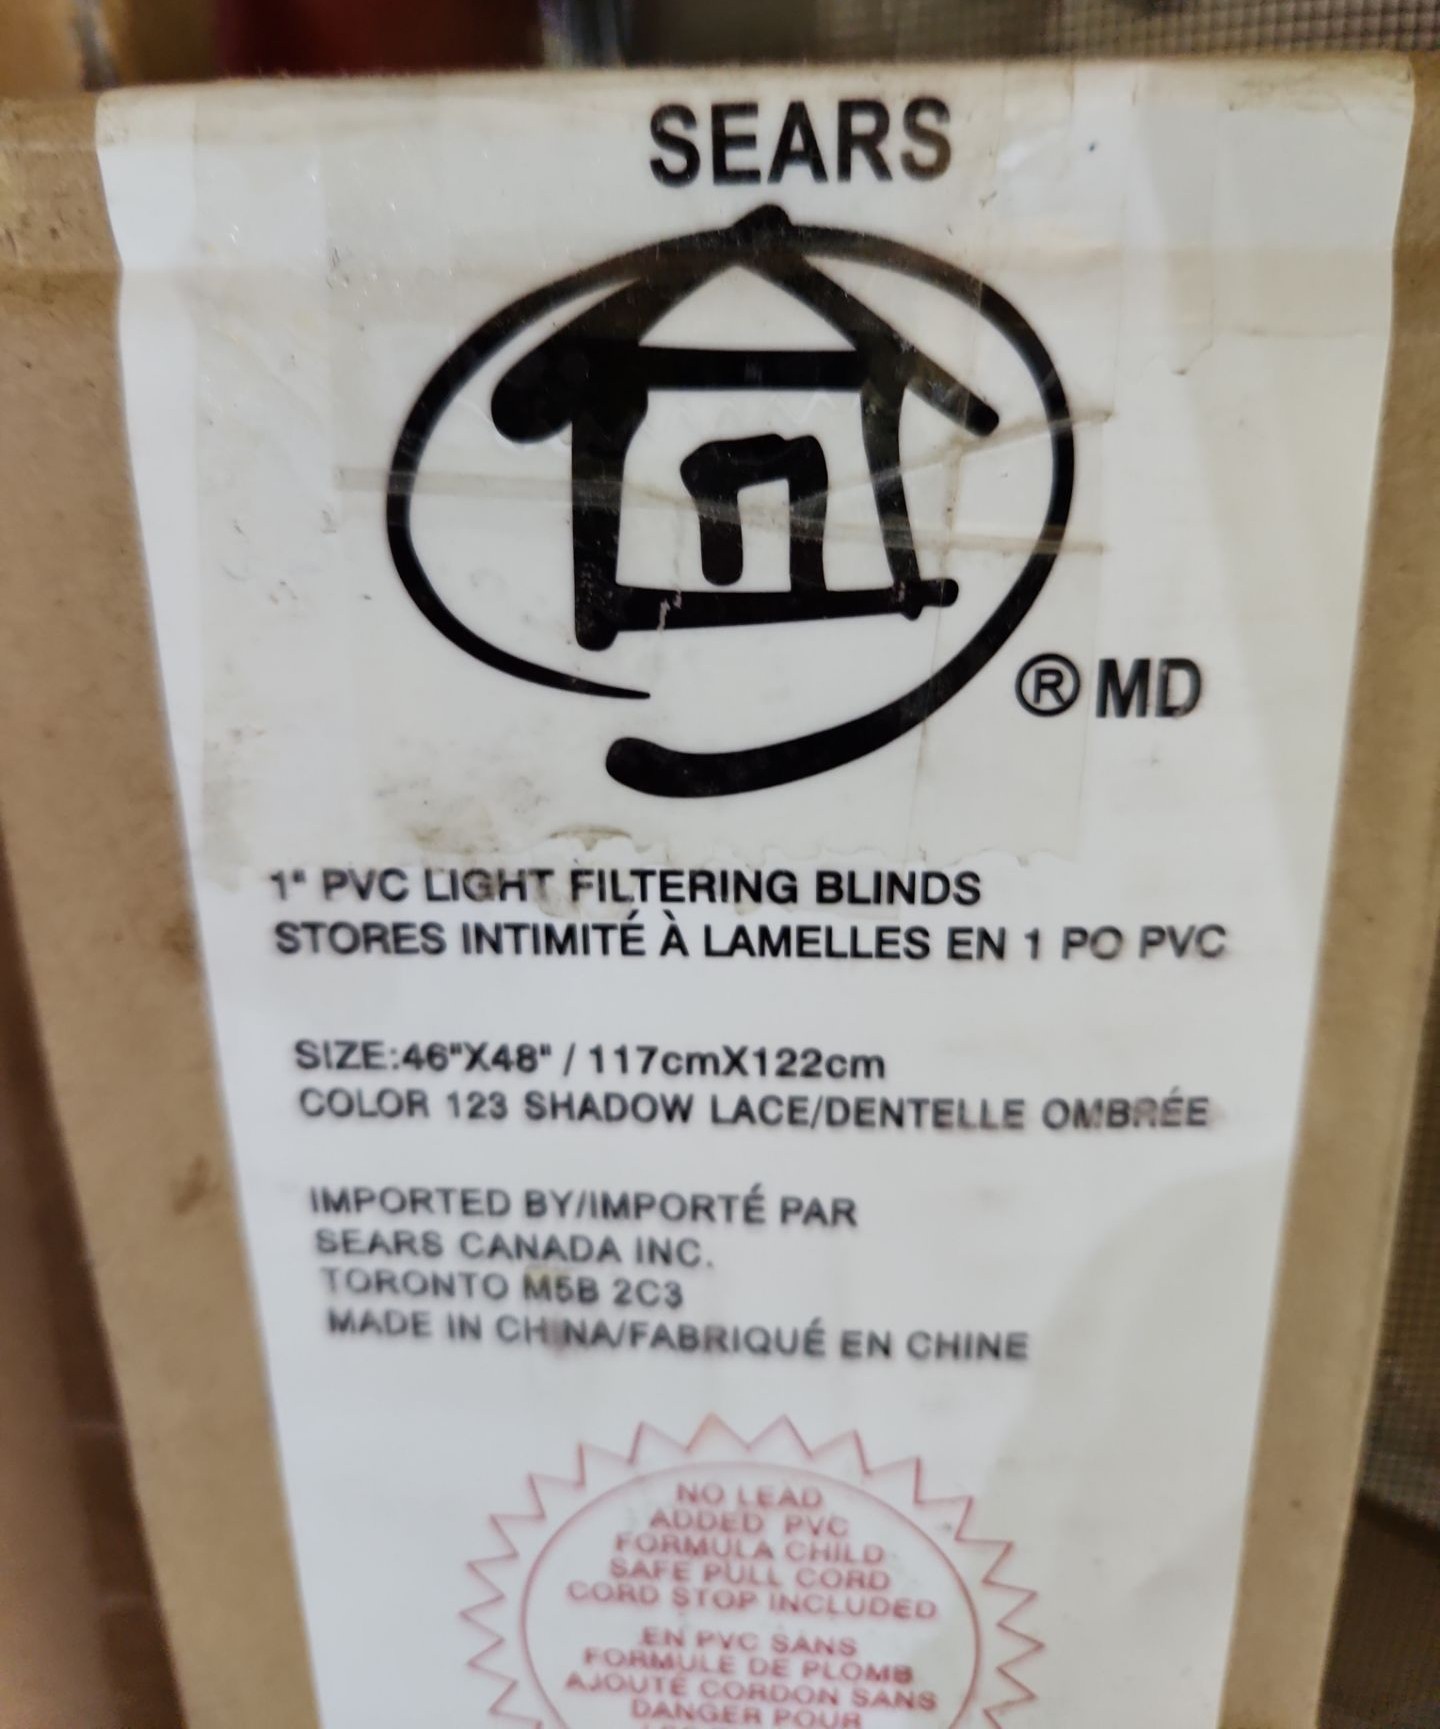 SEARS
® MD
1" PVC LIGHT FILTERING BLINDS
STORES INTIMITÉ À LAMELLES EN 1 PO PVC
SIZE:46"X48" / 117cmX122cm
COLOR 123 SHADOW LACE/DENTELLE OMBRÉE
IMPORTED BY/IMPORTÉ PAR
SEARS CANADA INC.
TORONTO M5B 2C3
MADE IN CHINA/FABRIQUÉ EN CHINE
NO LEAD
ADDED PVC
FORMULA CHILD
SAFE PULL CORD
CORD STOP INCLUDED
EN PVC SANS
FORMULE DE PLOMB
AJOUTÉ CORDON SANS
DANGER POUR